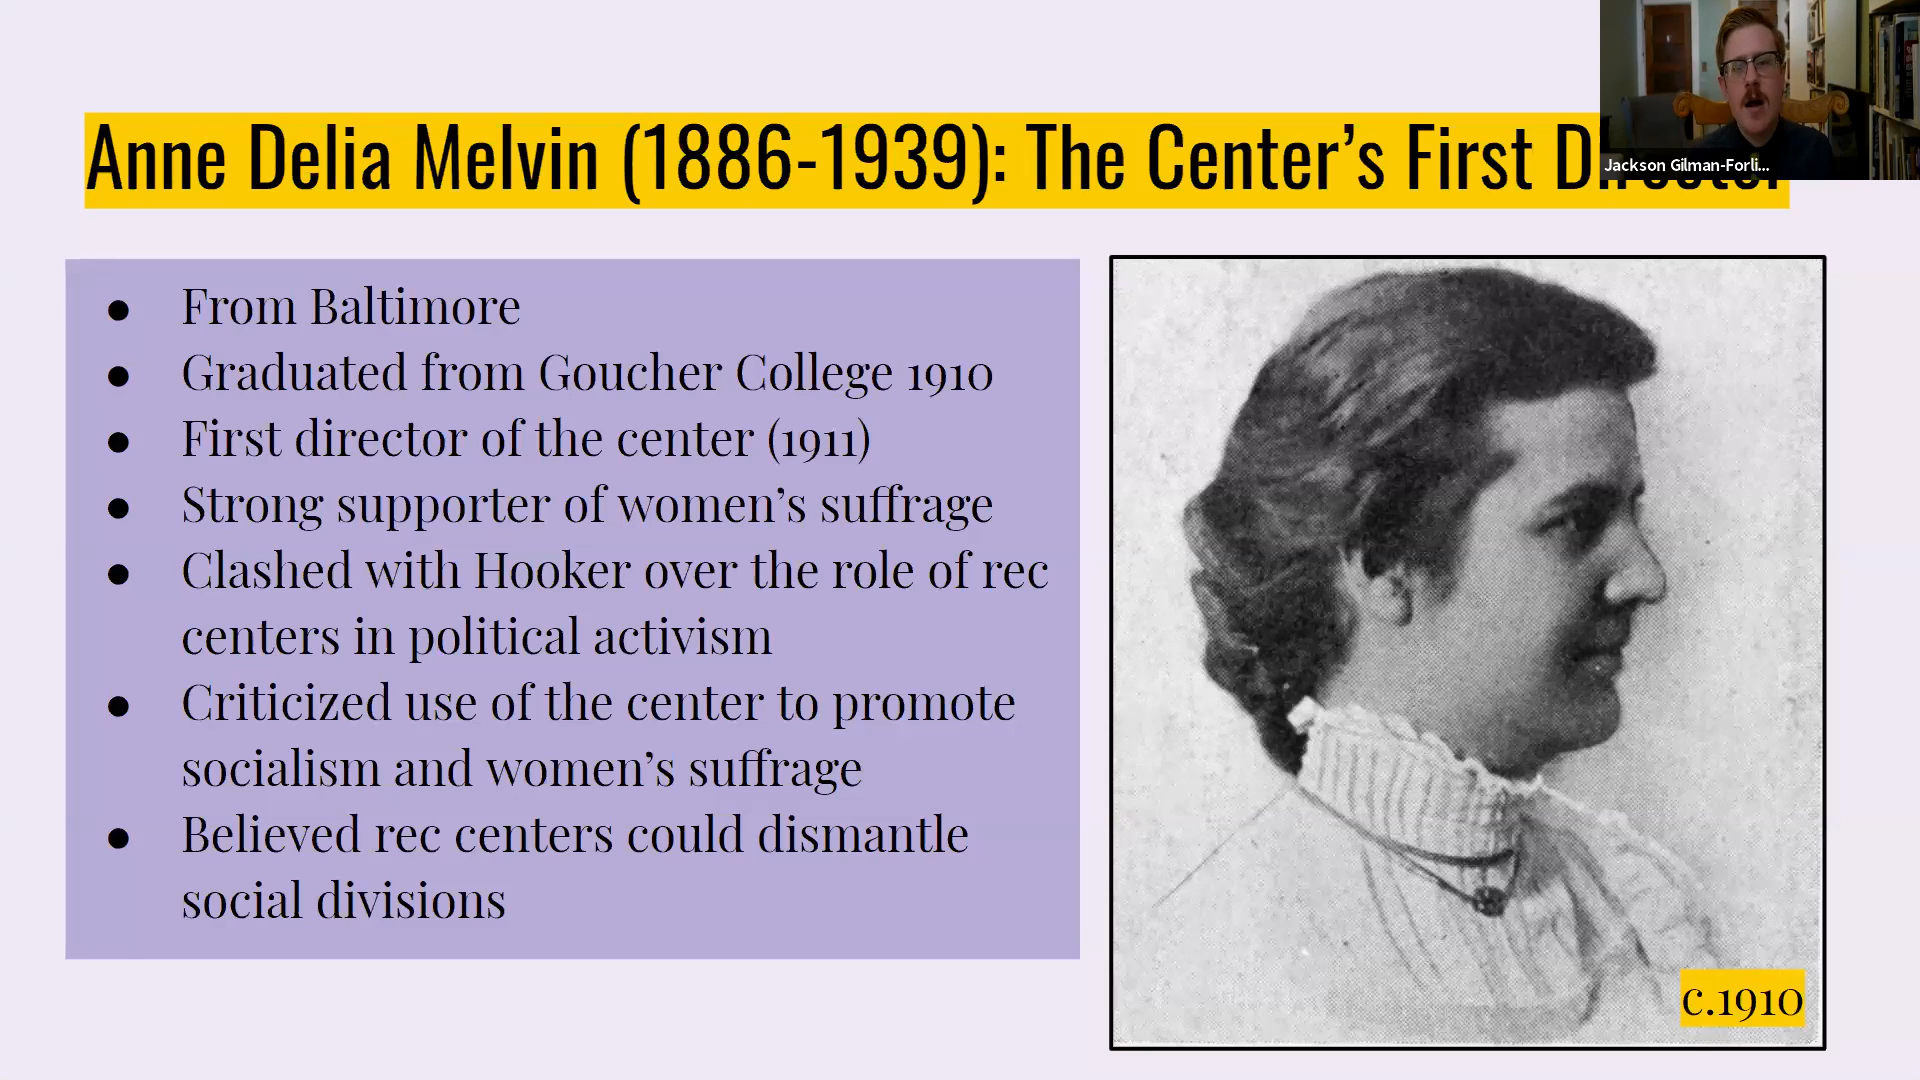 Anne Delia Melvin (1886-1939): The Center's First
Jackson Gilman-Forli...
● From Baltimore
● Graduated from Goucher College 1910
● First director of the center (1911)
● Strong supporter of women's suffrage
● Clashed with Hooker over the role of rec
centers in political activism
● Criticized use of the center to promote
socialism and women's suffrage
● Believed rec centers could dismantle
social divisions
c.1910